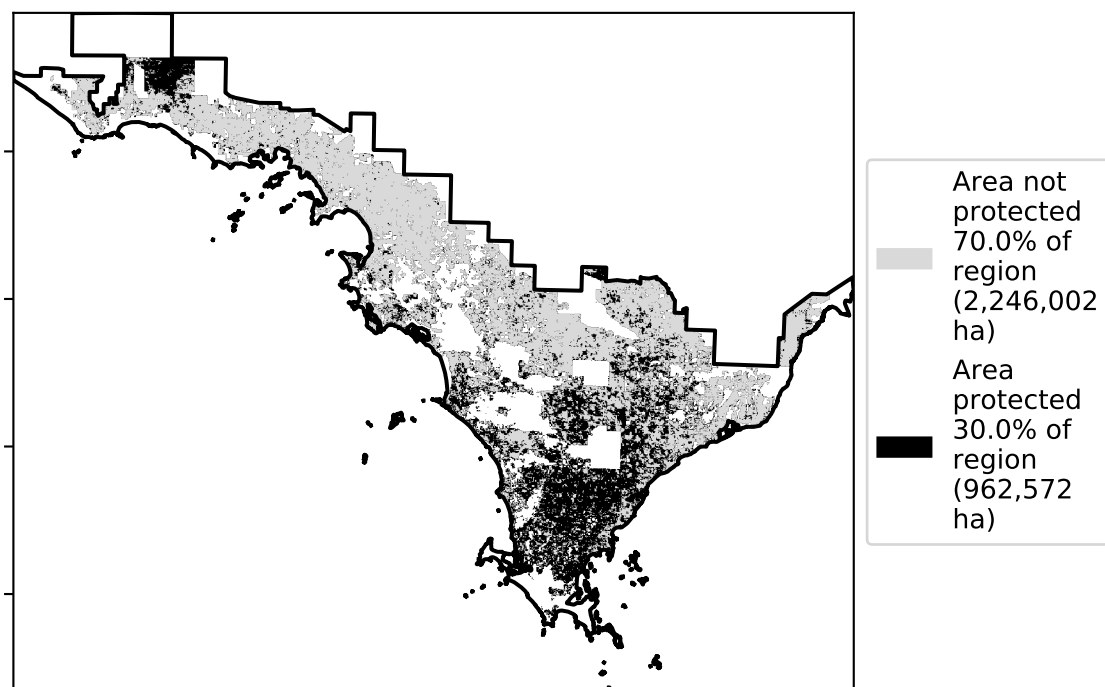 Area not
protected
70.0% of
region
(2,246,002
ha)
Area
protected
30.0% of
region
(962,572
ha)